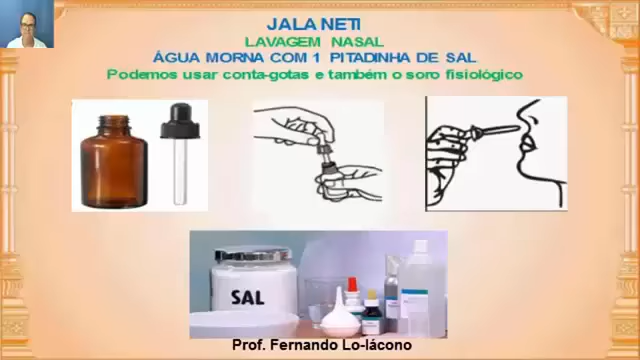 JALA NETI
LAVAGEM NASAL
ÁGUA MORNA COM 1 PITADINHA DE SAL
Podemos usar conta-gotas e também o soro fisiológico
SAL
Prof. Fernando Lo-Iácono